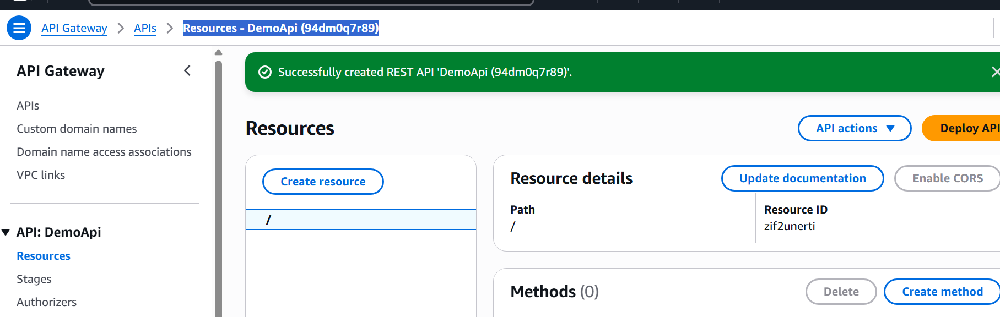 API Gateway > APIs > Resources - DemoApi (94dm0q7r89)
API Gateway
APIs
Custom domain names
Domain name access associations
VPC links
API: DemoApi
Resources
Stages
Authorizers
Successfully created REST API 'DemoApi (94dm0q7r89)'.
Resources
API actions
Deploy API
Create resource
/
Resource details
Update documentation
Enable CORS
Path
/
Resource ID
zif2unerti
Methods (0)
Delete
Create method